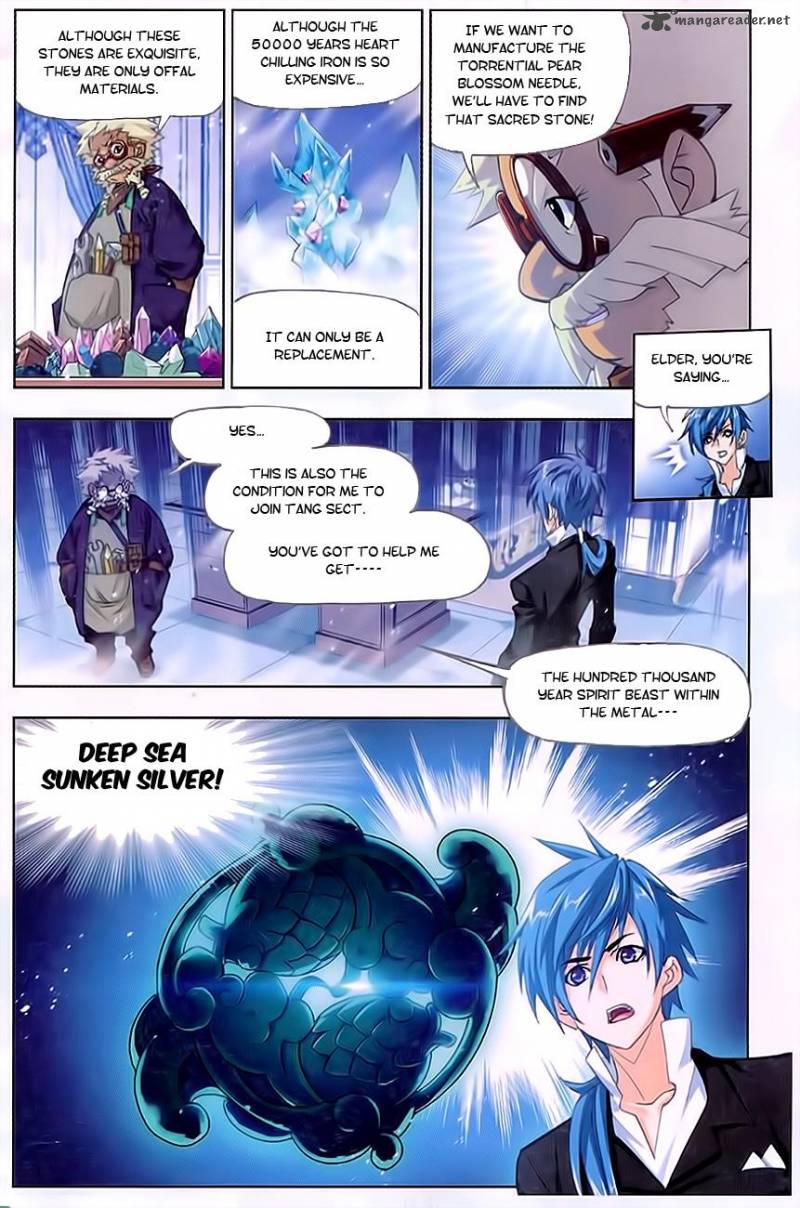 mangareader.net
ALTHOUGH THESE
STONES ARE EXQUISITE,
THEY ARE ONLY OFFAL
MATERIALS.
ALTHOUGH THE
50000 YEARS HEART
CHILLING IRON IS SO
EXPENSIVE...
IT CAN ONLY BE A
REPLACEMENT.
IF WE WANT TO
MANUFACTURE THE
TORRENTIAL PEAR
BLOSSOM NEEDLE,
WE'LL HAVE TO FIND
THAT SACRED STONE!
ELDER, YOU'RE
SAYING...
YES...
THIS IS ALSO THE
CONDITION FOR ME TO
JOIN TANG SECT.
YOU'VE GOT TO HELP ME
GET----
THE HUNDRED THOUSAND
YEAR SPIRIT BEAST WITHIN
THE METAL---
DEEP SEA
SUNKEN SILVER!